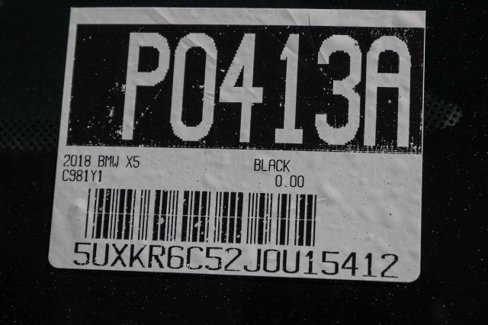 P0413A
2018 BMW X5 BLACK
C981Y1 0.00
5UXKR6C52J0U15412